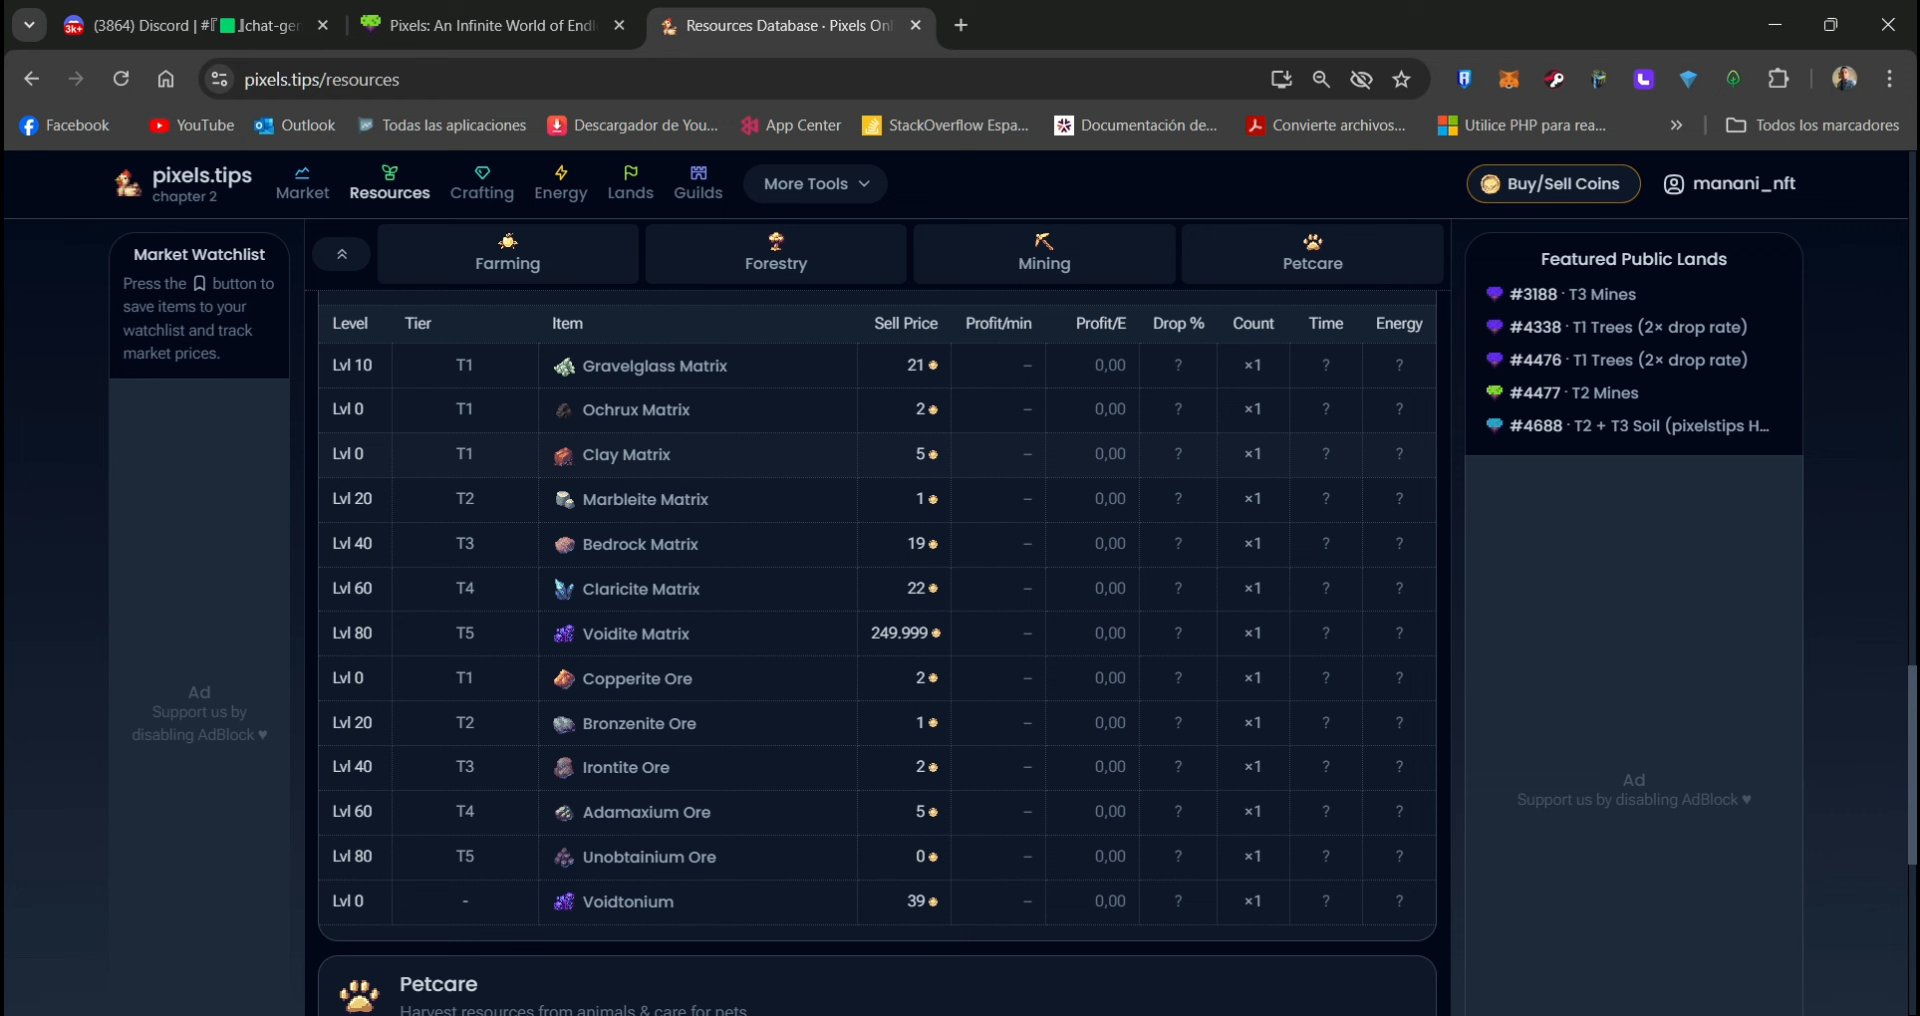 (3864) Discord | #『🟩』chat-ger
Pixels: An Infinite World of Endl
Resources Database · Pixels Onl
pixels.tips/resources
Facebook
YouTube
Outlook
Todas las aplicaciones
Descargador de You...
App Center
StackOverflow Espa...
Documentación de...
Convierte archivos...
Utilice PHP para rea...
»
Todos los marcadores
pixels.tips
chapter 2
Market
Resources
Crafting
Energy
Lands
Guilds
More Tools
Buy/Sell Coins
manani_nft
Market Watchlist
Press the button to
save items to your
watchlist and track
market prices.
Ad
Support us by
disabling AdBlock ♥
Farming
Forestry
Mining
Petcare
Level Tier Item Sell Price Profit/min Profit/E Drop % Count Time Energy
Lvl 10 T1 Gravelglass Matrix 21 – 0,00 ? ×1 ? ?
Lvl 0 T1 Ochrux Matrix 2 – 0,00 ? ×1 ? ?
Lvl 0 T1 Clay Matrix 5 – 0,00 ? ×1 ? ?
Lvl 20 T2 Marbleite Matrix 1 – 0,00 ? ×1 ? ?
Lvl 40 T3 Bedrock Matrix 19 – 0,00 ? ×1 ? ?
Lvl 60 T4 Claricite Matrix 22 – 0,00 ? ×1 ? ?
Lvl 80 T5 Voidite Matrix 249.999 – 0,00 ? ×1 ? ?
Lvl 0 T1 Copperite Ore 2 – 0,00 ? ×1 ? ?
Lvl 20 T2 Bronzenite Ore 1 – 0,00 ? ×1 ? ?
Lvl 40 T3 Irontite Ore 2 – 0,00 ? ×1 ? ?
Lvl 60 T4 Adamaxium Ore 5 – 0,00 ? ×1 ? ?
Lvl 80 T5 Unobtainium Ore 0 – 0,00 ? ×1 ? ?
Lvl 0 - Voidtonium 39 – 0,00 ? ×1 ? ?
Petcare
Harvest resources from animals & care for pets
Featured Public Lands
#3188 · T3 Mines
#4338 · T1 Trees (2× drop rate)
#4476 · T1 Trees (2× drop rate)
#4477 · T2 Mines
#4688 · T2 + T3 Soil (pixelstips H...
Ad
Support us by disabling AdBlock ♥